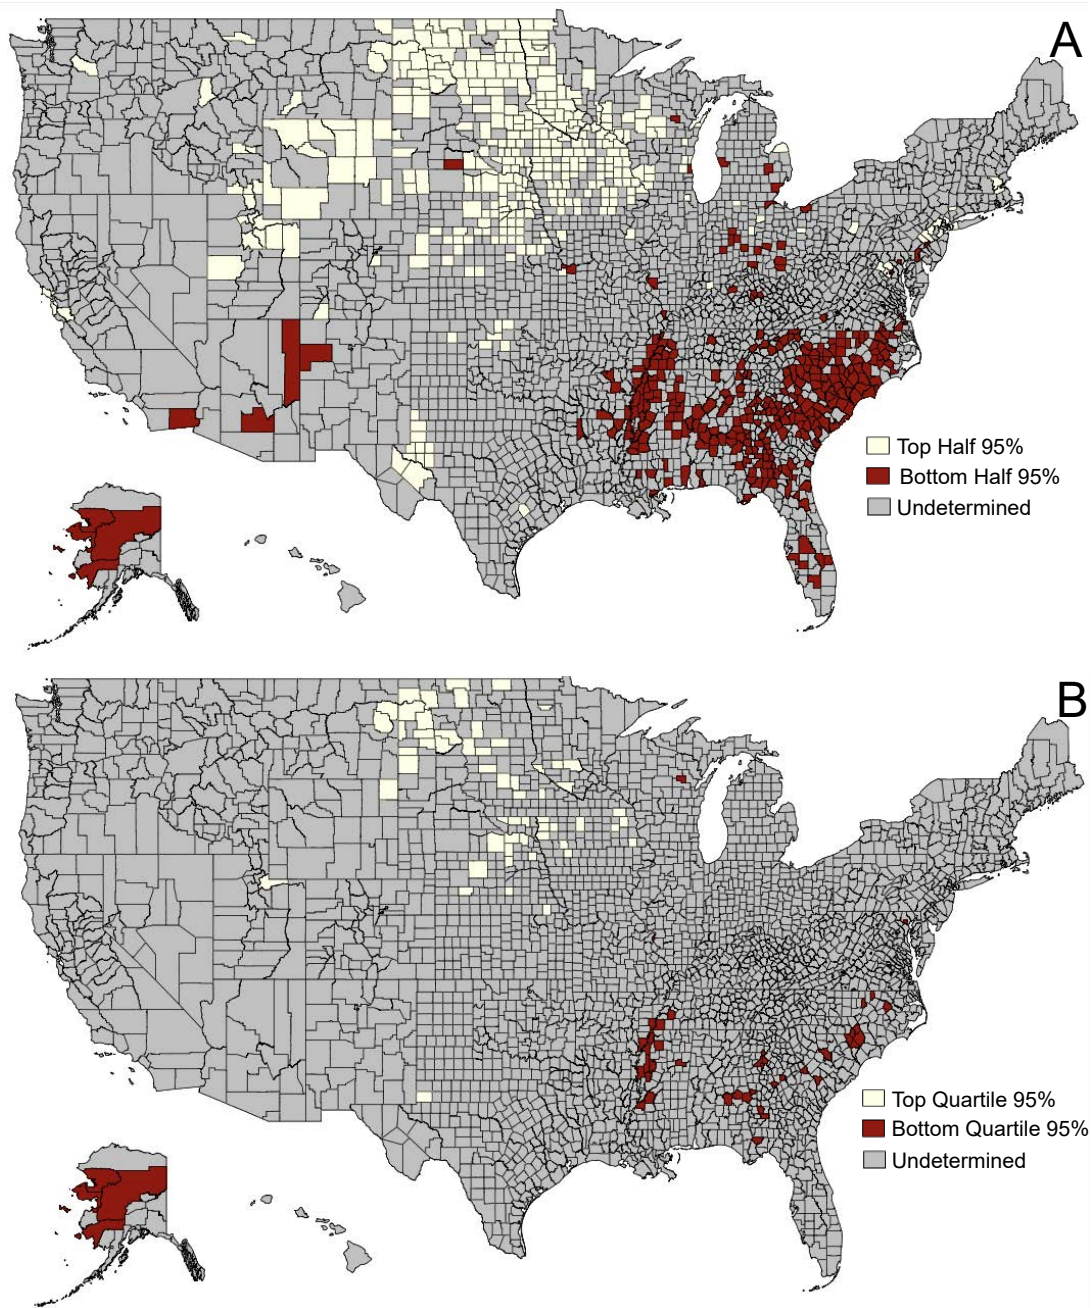 A
Top Half 95%
Bottom Half 95%
Undetermined
B
Top Quartile 95%
Bottom Quartile 95%
Undetermined